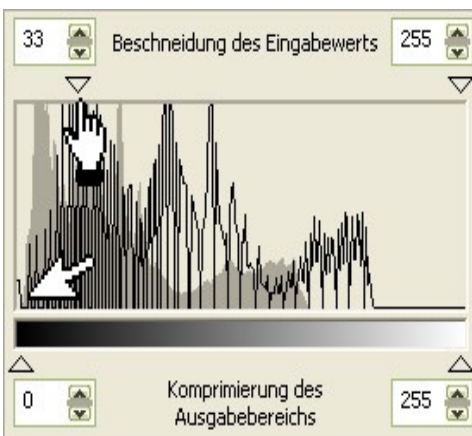 33 Beschneidung des Eingabewerts 255
0 Komprimierung des 255
Ausgabebereichs